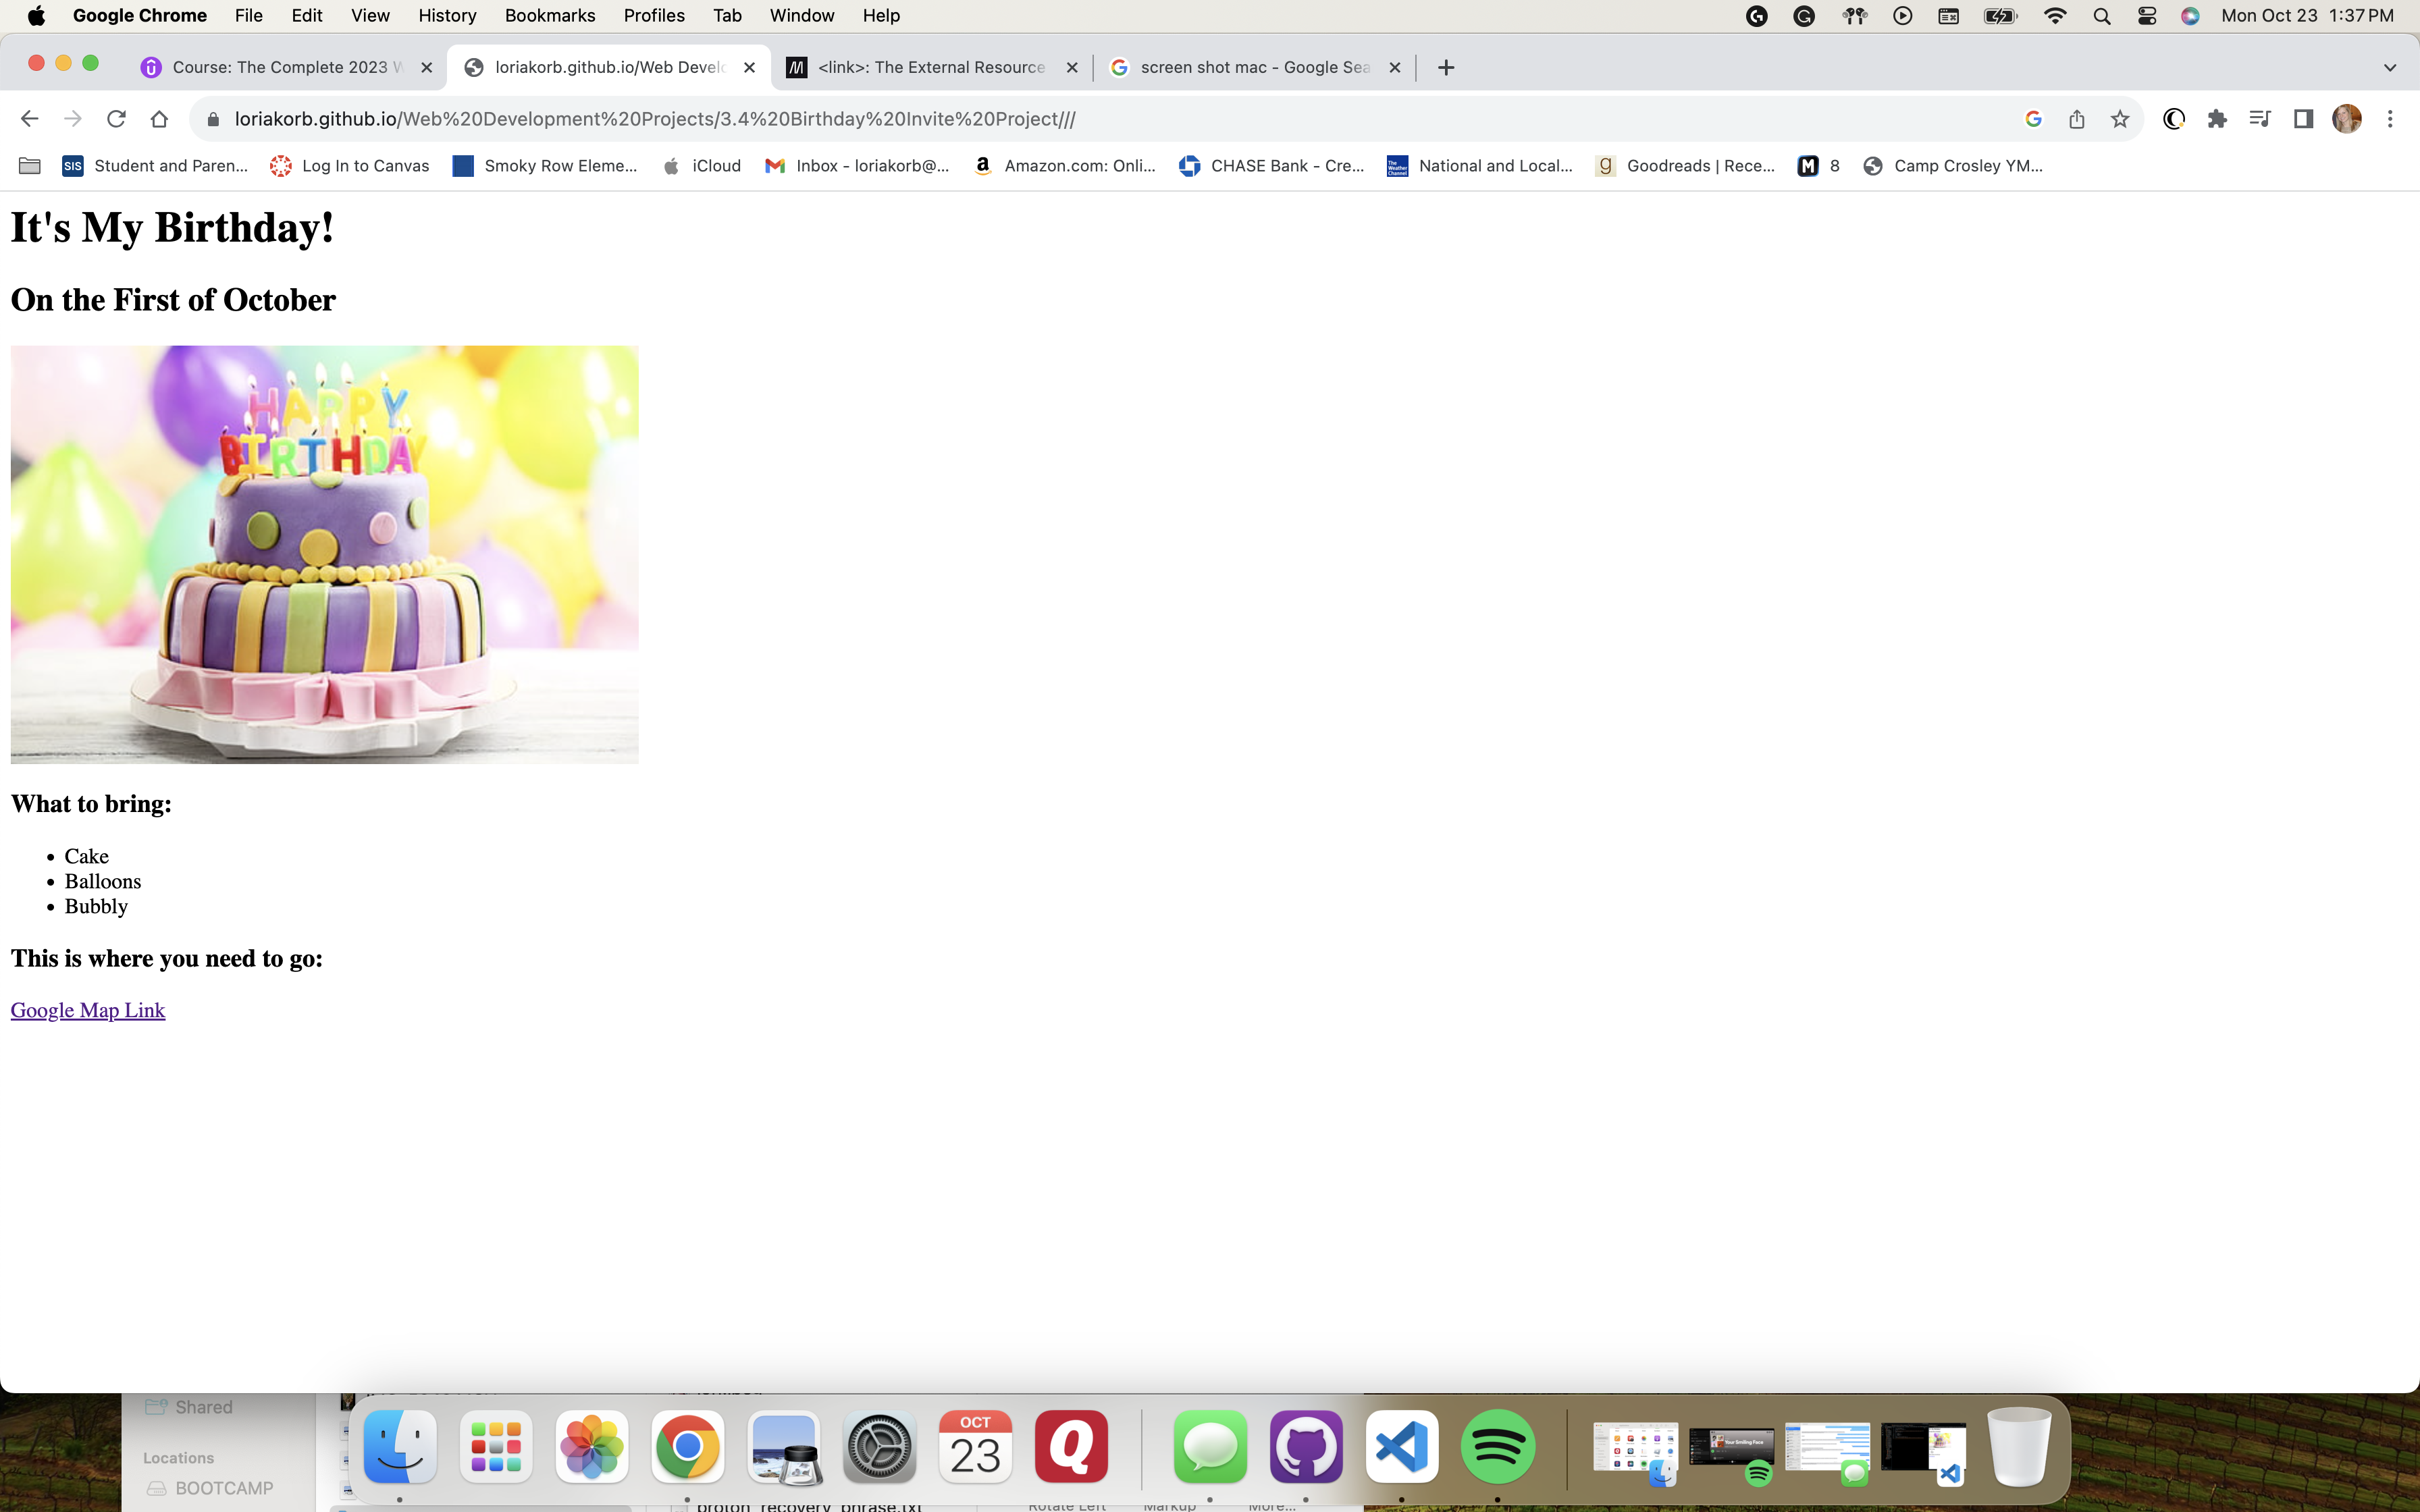 Google Chrome File Edit View History Bookmarks Profiles Tab Window Help Mon Oct 23 1:37 PM
Course: The Complete 2023 W loriakorb.github.io/Web Develo <link>: The External Resource screen shot mac - Google Sea
loriakorb.github.io/Web%20Development%20Projects/3.4%20Birthday%20Invite%20Project///
SIS Student and Paren... Log In to Canvas Smoky Row Eleme... iCloud Inbox - loriakorb@... Amazon.com: Onli... CHASE Bank - Cre... National and Local... Goodreads | Rece... 8 Camp Crosley YM...
It's My Birthday!
On the First of October
HAPPY
BIRTHDAY
What to bring:
• Cake
• Balloons
• Bubbly
This is where you need to go:
Google Map Link
Shared
OCT
23
Locations
BOOTCAMP
proton_recovery_phrase.txt Rotate Left Markup More...